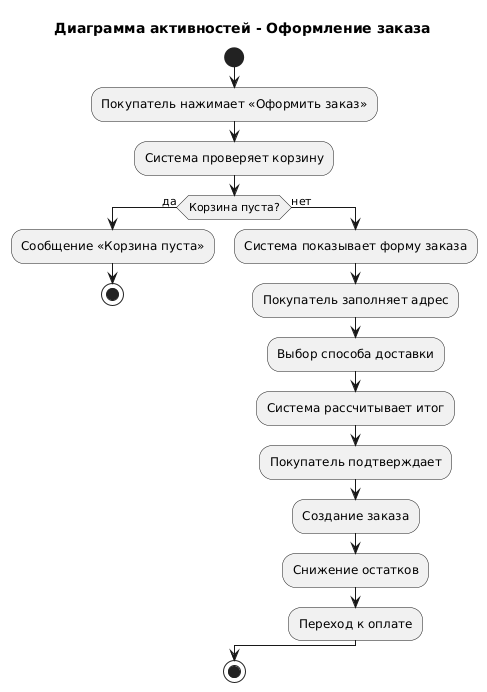 Диаграмма активностей - Оформление заказа
Покупатель нажимает «Оформить заказ»
Система проверяет корзину
да
Корзина пуста?
нет
Сообщение «Корзина пуста»
Система показывает форму заказа
Покупатель заполняет адрес
Выбор способа доставки
Система рассчитывает итог
Покупатель подтверждает
Создание заказа
Снижение остатков
Переход к оплате